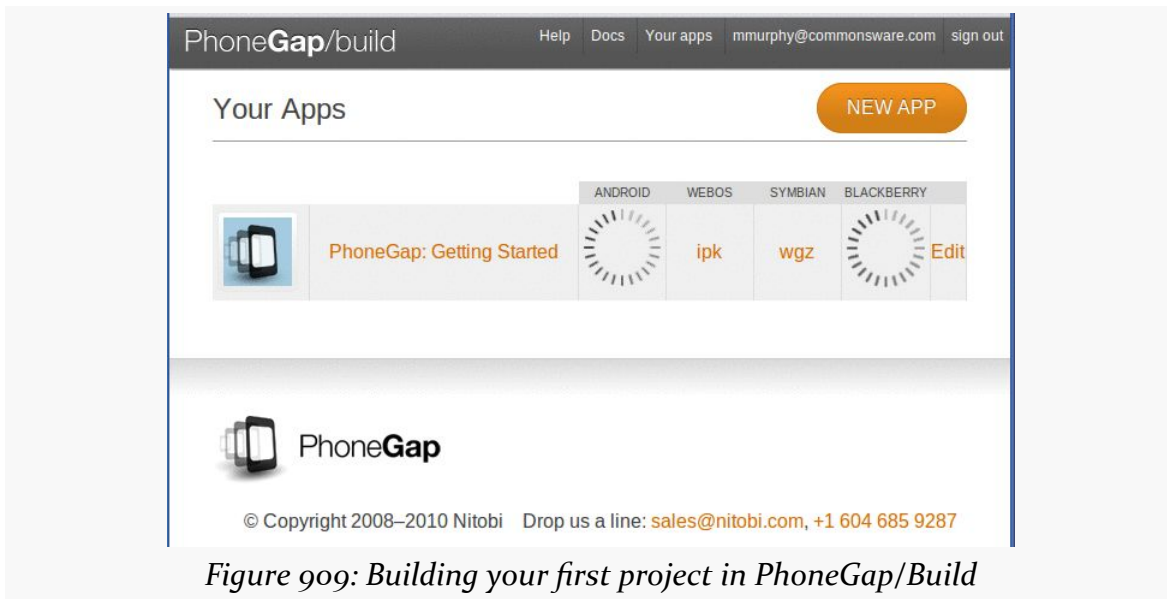 PhoneGap/build Help Docs Your apps mmurphy@commonsware.com sign out
Your Apps NEW APP
ANDROID WEBOS SYMBIAN BLACKBERRY
PhoneGap: Getting Started ipk wgz Edit
PhoneGap
© Copyright 2008–2010 Nitobi Drop us a line: sales@nitobi.com, +1 604 685 9287
Figure 909: Building your first project in PhoneGap/Build